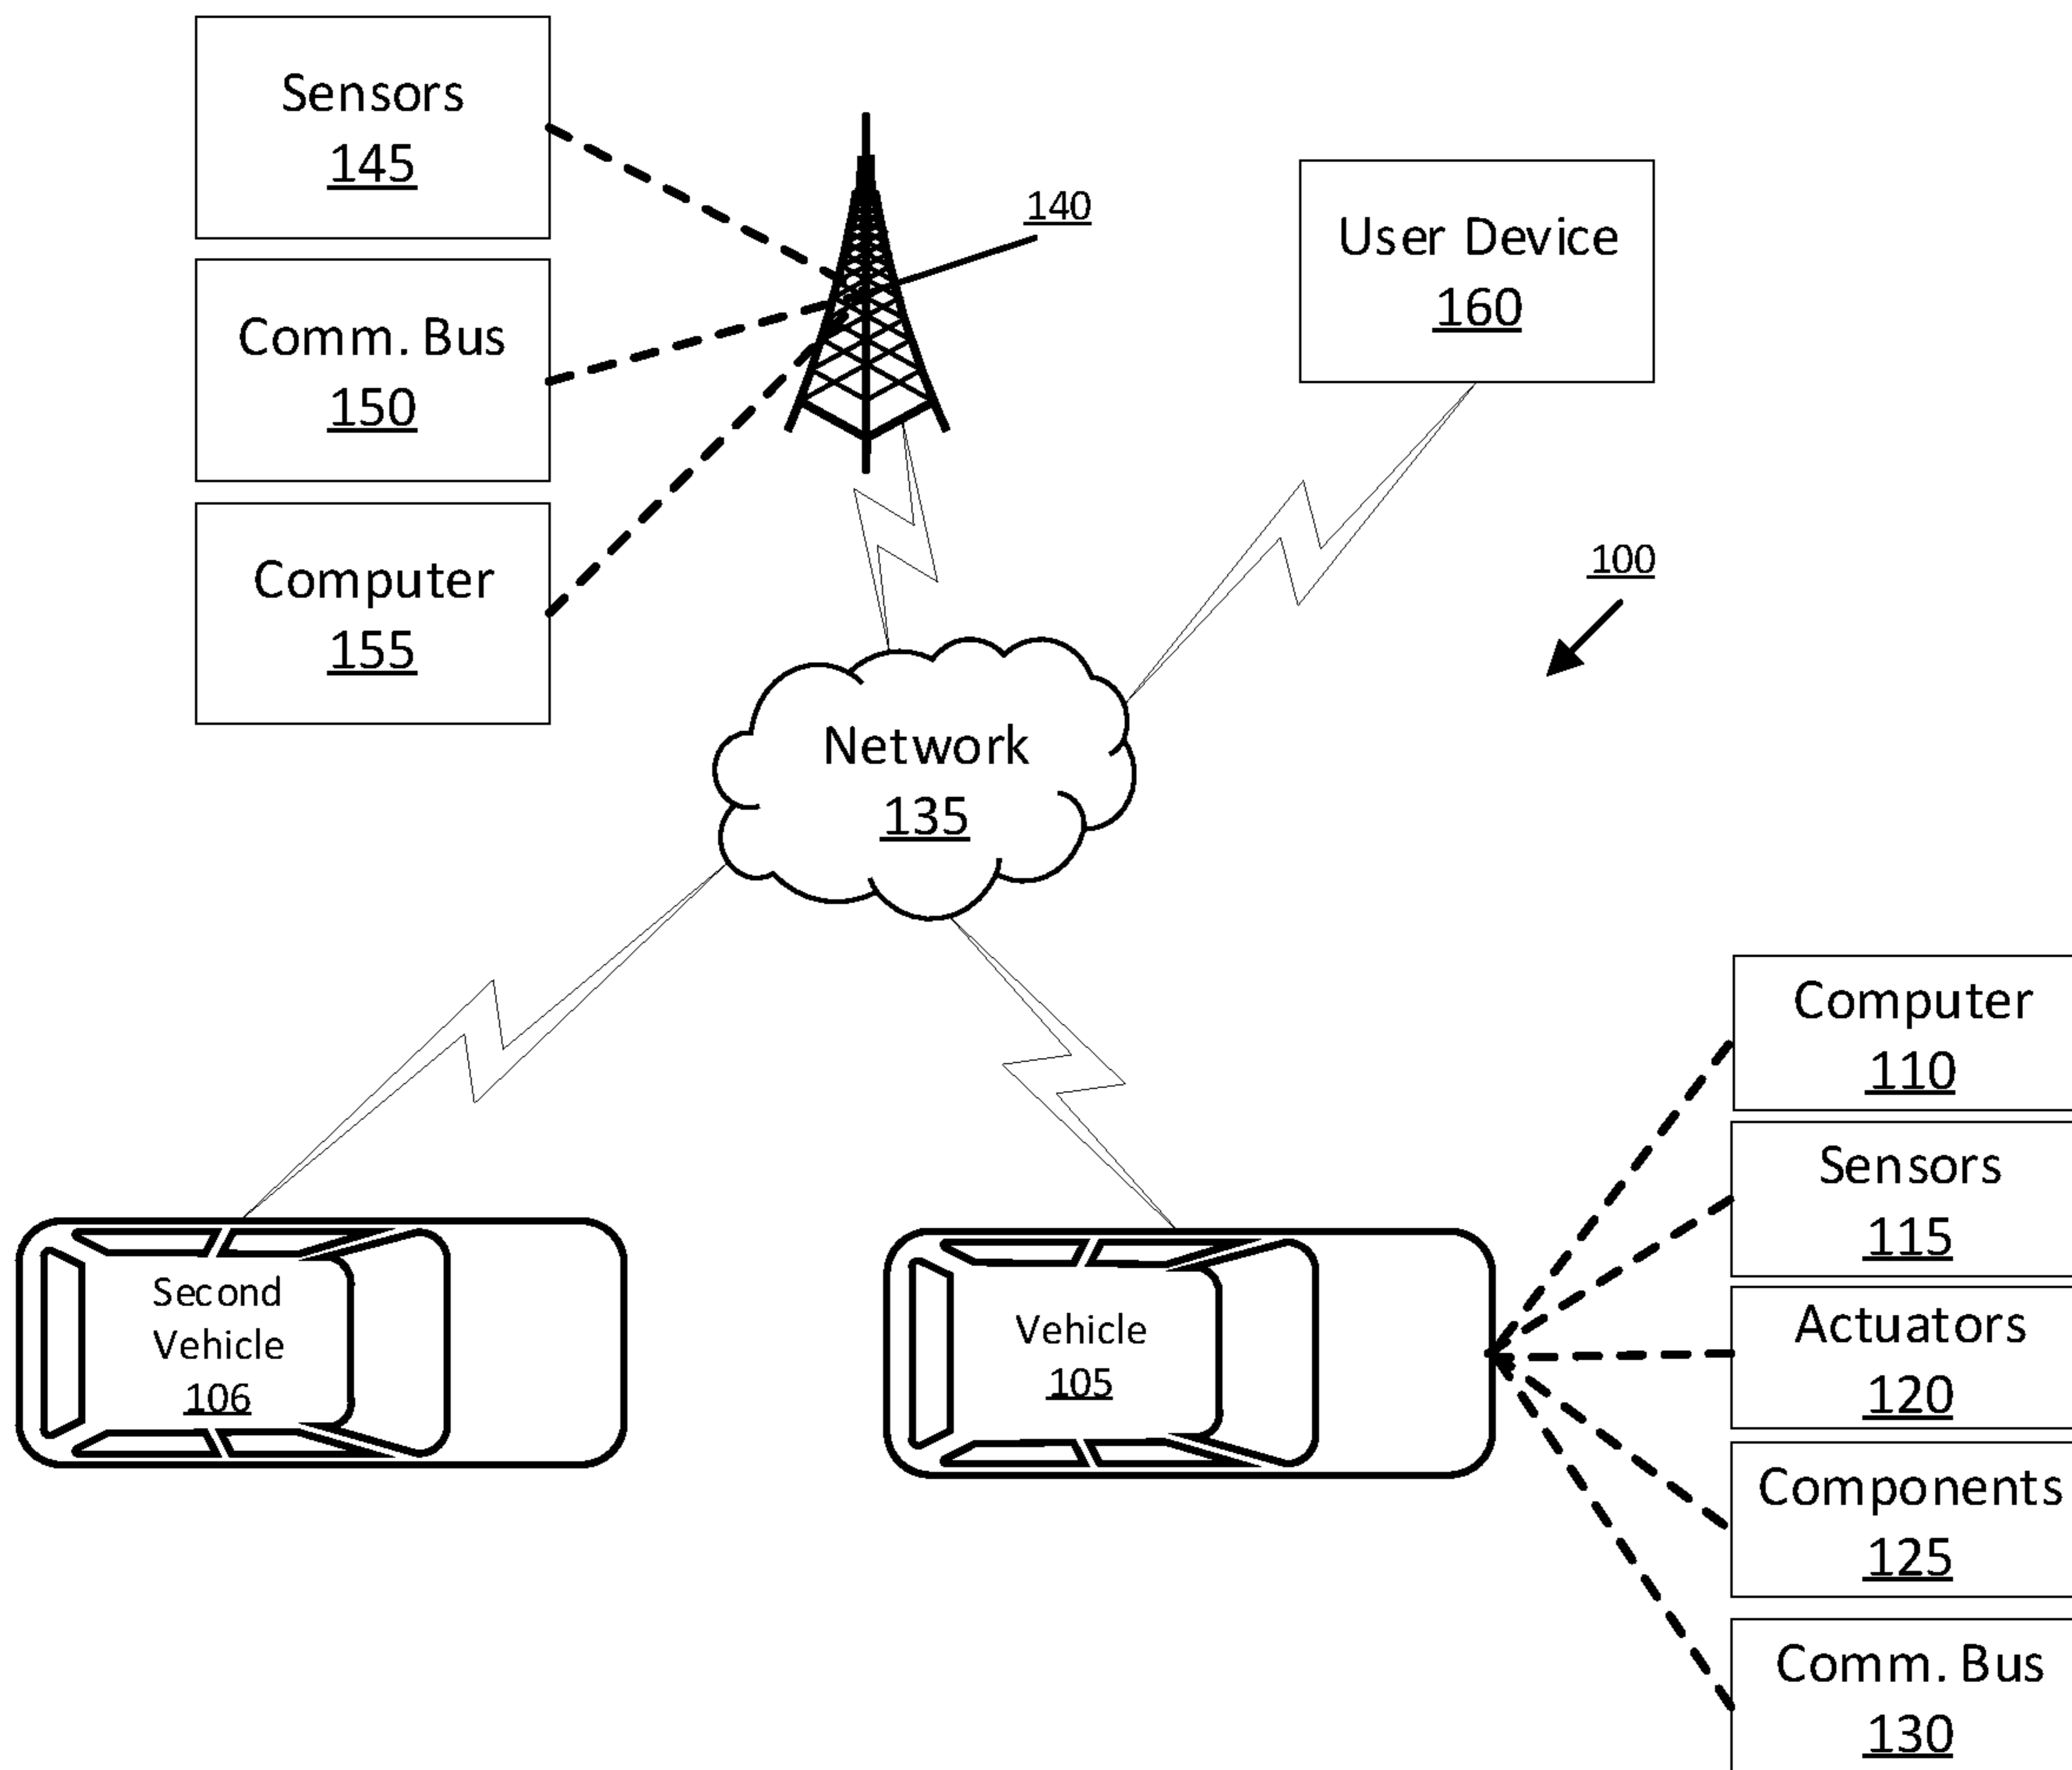 Sensors
145
140
User Device
160
Comm. Bus
150
Computer
155
100
Network
135
Computer
110
Sensors
115
Second
Vehicle
106
Vehicle
105
Actuators
120
Components
125
Comm. Bus
130